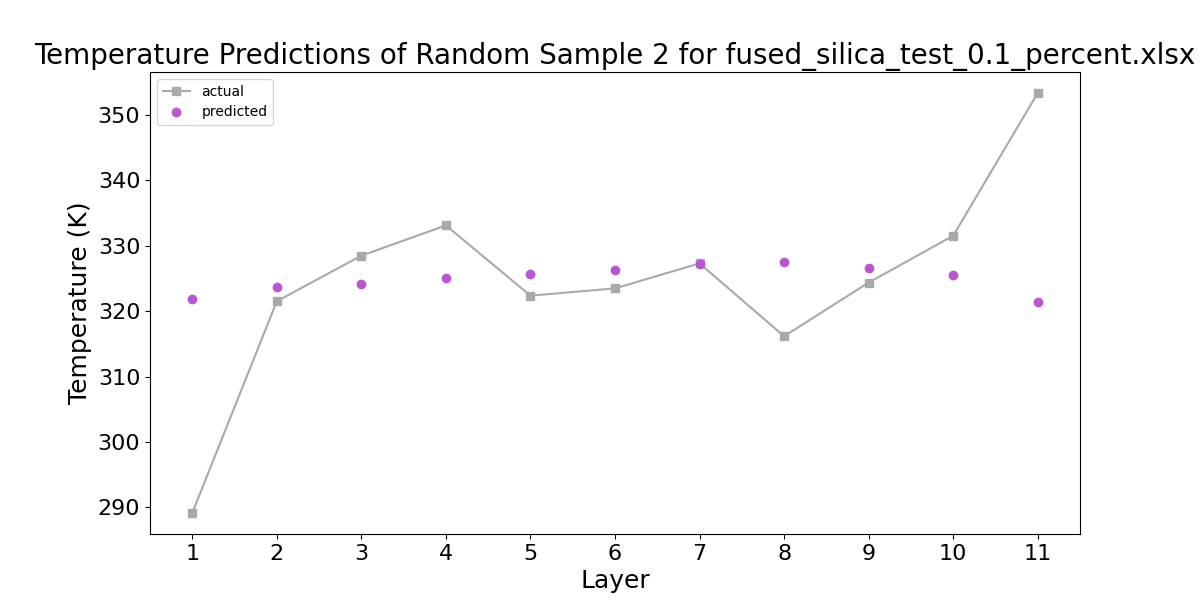 Temperature Predictions of Random Sample 2 for fused_silica_test_0.1_percent.xlsx
actual
predicted
350
340
330
320
310
300
290
Temperature (K)
1 2 3 4 5 6 7 8 9 10 11
Layer